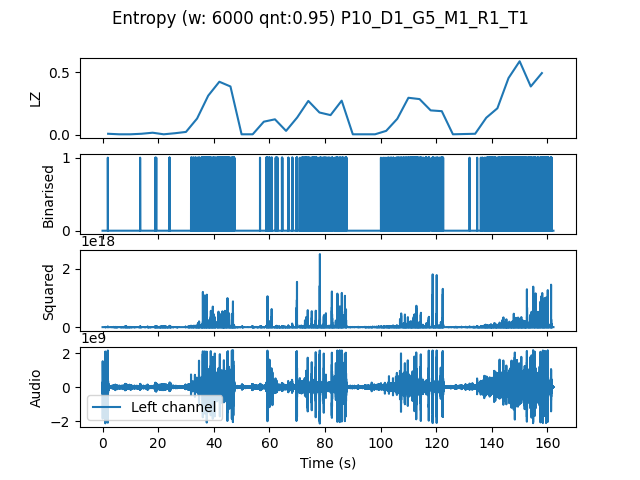 Entropy (w: 6000 qnt:0.95) P10_D1_G5_M1_R1_T1
0.5
0.0
LZ
1
0
Binarised
1e18
2
0
Squared
1e9
2
0
−2
Audio
Left channel
0 20 40 60 80 100 120 140 160
Time (s)